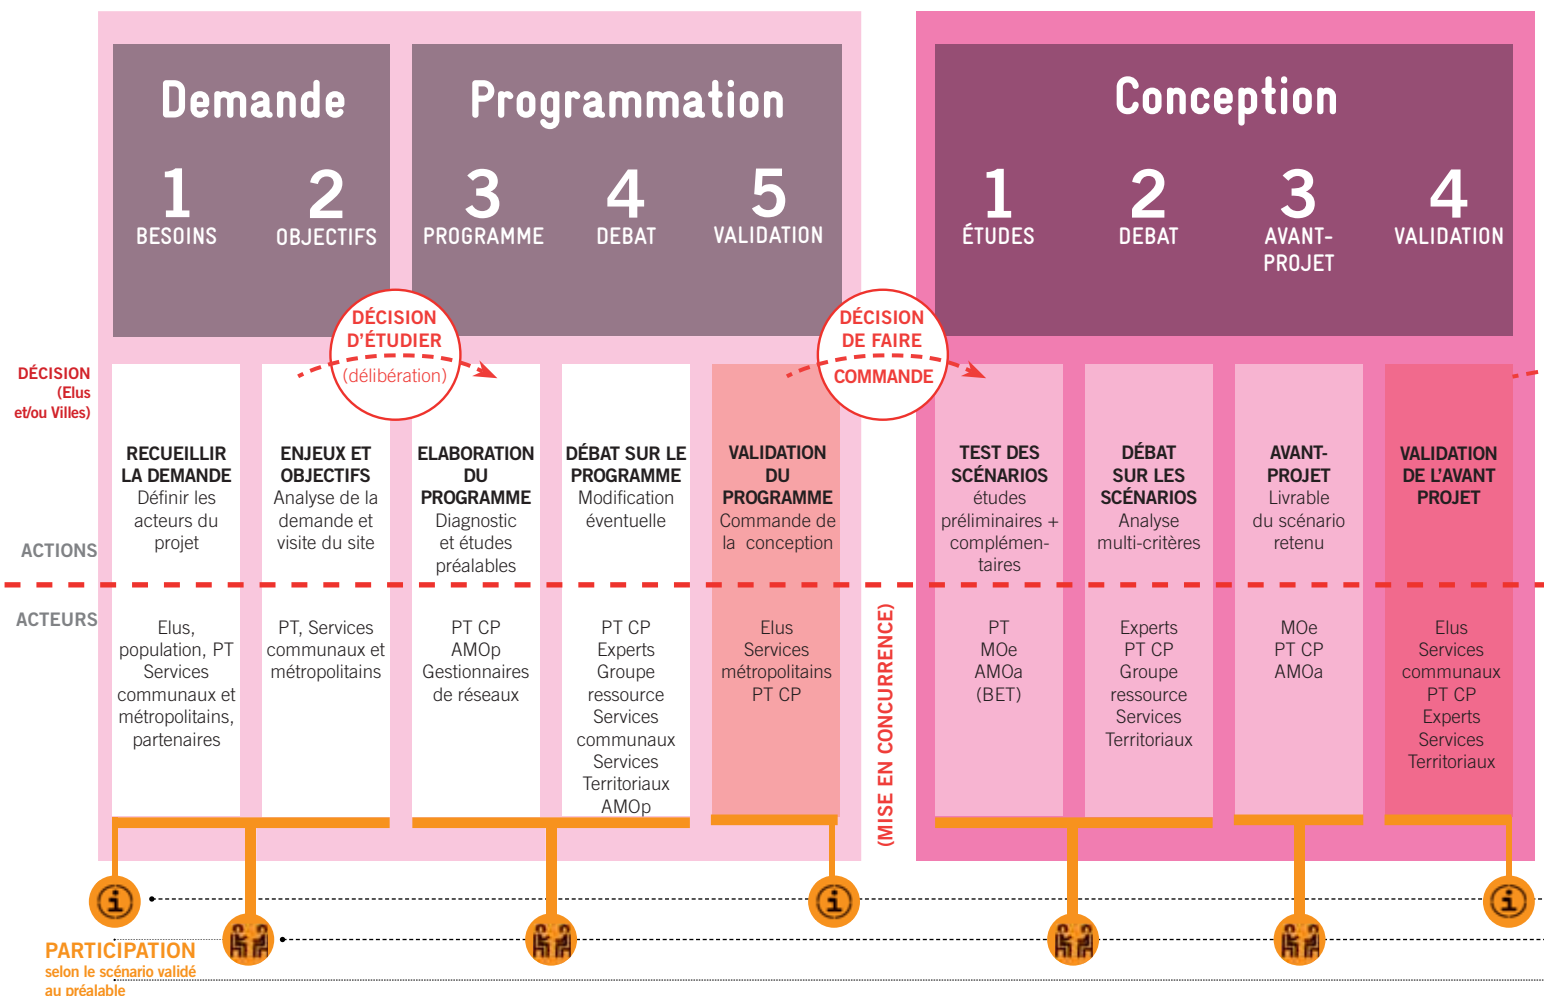 Demande
1
BESOINS
2
OBJECTIFS
Programmation
3
PROGRAMME
4
DEBAT
5
VALIDATION
Conception
1
ÉTUDES
2
DEBAT
3
AVANT-
PROJET
4
VALIDATION
DÉCISION
D'ÉTUDIER
(délibération)
DÉCISION
DE FAIRE
COMMANDE
DÉCISION
(Elus
et/ou Villes)
ACTIONS
RECUEILLIR
LA DEMANDE
Définir les
acteurs du
projet
ENJEUX ET
OBJECTIFS
Analyse de la
demande et
visite du site
ELABORATION
DU
PROGRAMME
Diagnostic
et études
préalables
DÉBAT SUR LE
PROGRAMME
Modification
éventuelle
VALIDATION
DU
PROGRAMME
Commande de
la conception
TEST DES
SCÉNARIOS
études
préliminaires +
complémen-
taires
DÉBAT
SUR LES
SCÉNARIOS
Analyse
multi-critères
AVANT-
PROJET
Livrable
du scénario
retenu
VALIDATION
DE L'AVANT
PROJET
ACTEURS
Elus,
population, PT
Services
communaux et
métropolitains,
partenaires
PT, Services
communaux et
métropolitains
PT CP
AMOp
Gestionnaires
de réseaux
PT CP
Experts
Groupe
ressource
Services
communaux
Services
Territoriaux
AMOp
Elus
Services
métropolitains
PT CP
(MISE EN CONCURRENCE)
PT
MOe
AMOa
(BET)
Experts
PT CP
Groupe
ressource
Services
Territoriaux
MOe
PT CP
AMOa
Elus
Services
communaux
PT CP
Experts
Services
Territoriaux
i
i
i
PARTICIPATION
selon le scénario validé
au préalable